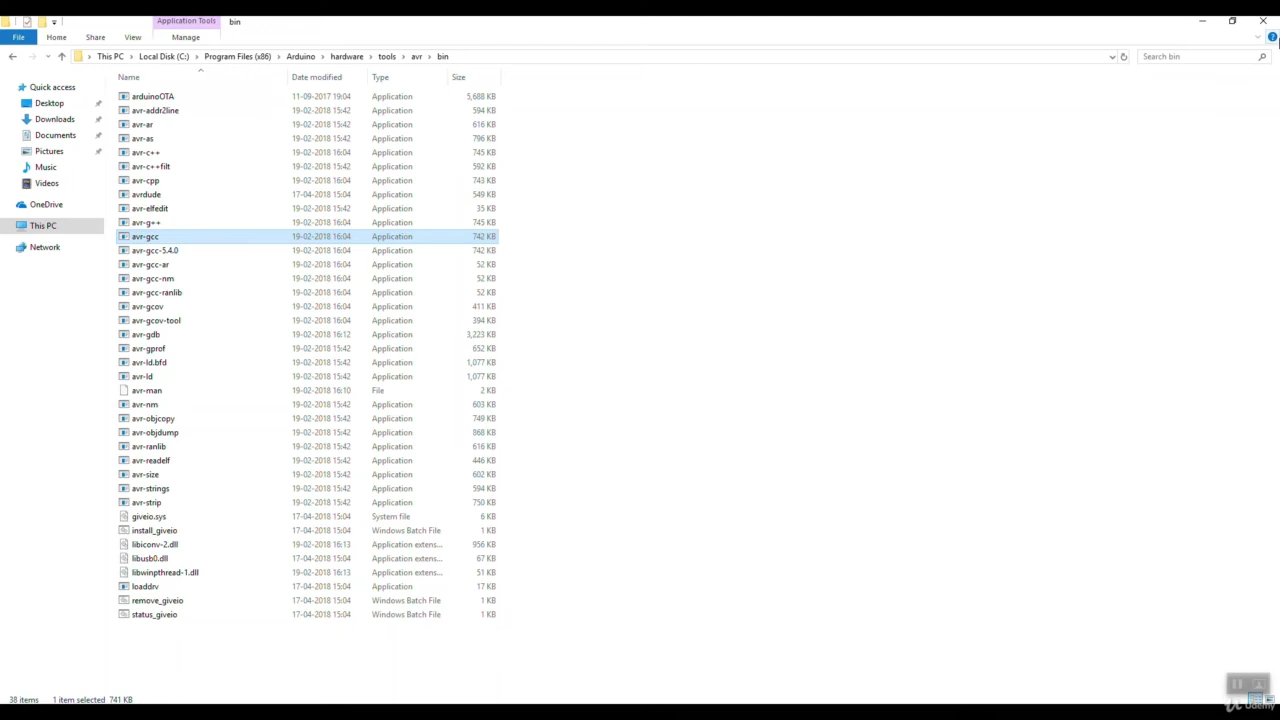 Application Tools bin
File Home Share View Manage
This PC Local Disk (C:) Program Files (x86) Arduino hardware tools avr bin Search bin
Name Date modified Type Size
Quick access
Desktop
Downloads
Documents
Pictures
Music
Videos
OneDrive
This PC
Network
arduinoOTA 11-09-2017 19:04 Application 5,688 KB
avr-addr2line 19-02-2018 15:42 Application 594 KB
avr-ar 19-02-2018 15:42 Application 616 KB
avr-as 19-02-2018 15:42 Application 796 KB
avr-c++ 19-02-2018 16:04 Application 745 KB
avr-c++filt 19-02-2018 15:42 Application 592 KB
avr-cpp 19-02-2018 16:04 Application 743 KB
avrdude 17-04-2018 15:04 Application 549 KB
avr-elfedit 19-02-2018 15:42 Application 35 KB
avr-g++ 19-02-2018 16:04 Application 745 KB
avr-gcc 19-02-2018 16:04 Application 742 KB
avr-gcc-5.4.0 19-02-2018 16:04 Application 742 KB
avr-gcc-ar 19-02-2018 16:04 Application 52 KB
avr-gcc-nm 19-02-2018 16:04 Application 52 KB
avr-gcc-ranlib 19-02-2018 16:04 Application 52 KB
avr-gcov 19-02-2018 16:04 Application 411 KB
avr-gcov-tool 19-02-2018 16:04 Application 394 KB
avr-gdb 19-02-2018 16:12 Application 3,223 KB
avr-gprof 19-02-2018 15:42 Application 652 KB
avr-ld.bfd 19-02-2018 15:42 Application 1,077 KB
avr-ld 19-02-2018 15:42 Application 1,077 KB
avr-man 19-02-2018 16:10 File 2 KB
avr-nm 19-02-2018 15:42 Application 603 KB
avr-objcopy 19-02-2018 15:42 Application 749 KB
avr-objdump 19-02-2018 15:42 Application 868 KB
avr-ranlib 19-02-2018 15:42 Application 616 KB
avr-readelf 19-02-2018 15:42 Application 446 KB
avr-size 19-02-2018 15:42 Application 602 KB
avr-strings 19-02-2018 15:42 Application 594 KB
avr-strip 19-02-2018 15:42 Application 750 KB
giveio.sys 17-04-2018 15:04 System file 6 KB
install_giveio 17-04-2018 15:04 Windows Batch File 1 KB
libiconv-2.dll 19-02-2018 16:13 Application extens... 956 KB
libusb0.dll 17-04-2018 15:04 Application extens... 67 KB
libwinpthread-1.dll 19-02-2018 16:13 Application extens... 51 KB
loaddrv 17-04-2018 15:04 Application 17 KB
remove_giveio 17-04-2018 15:04 Windows Batch File 1 KB
status_giveio 17-04-2018 15:04 Windows Batch File 1 KB
38 items 1 item selected 741 KB
Udemy